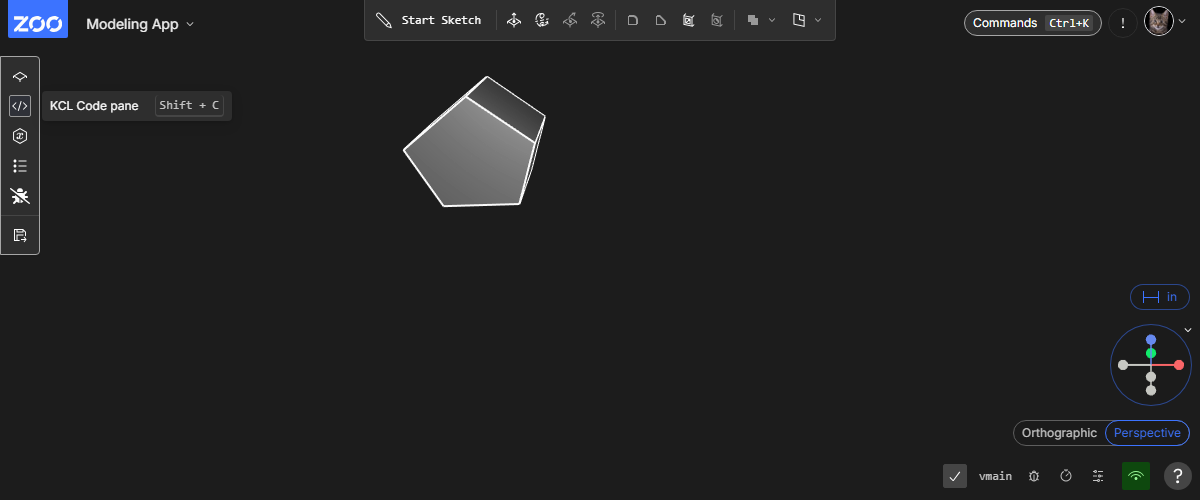 ZOO Modeling App
Start Sketch
Commands Ctrl+K
!
KCL Code pane Shift + C
in
Orthographic Perspective
vmain
?